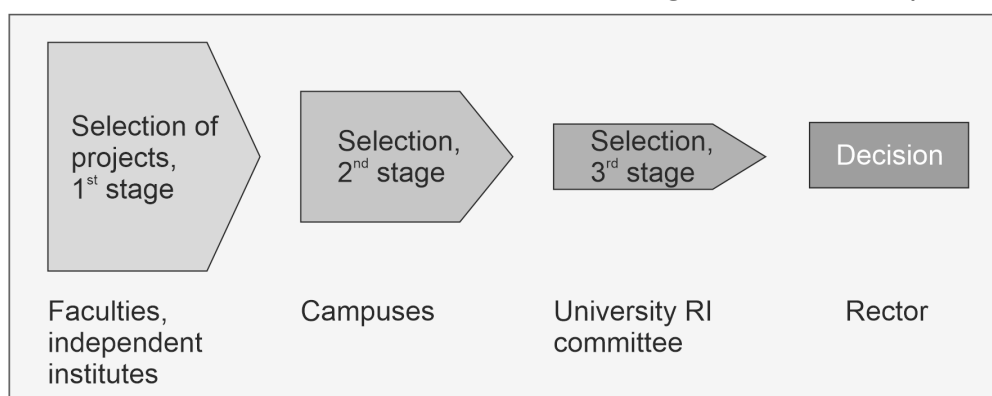 Selection of
projects,
1st stage
Selection,
2nd stage
Selection,
3rd stage
Decision
Faculties,
independent
institutes
Campuses
University RI
committee
Rector